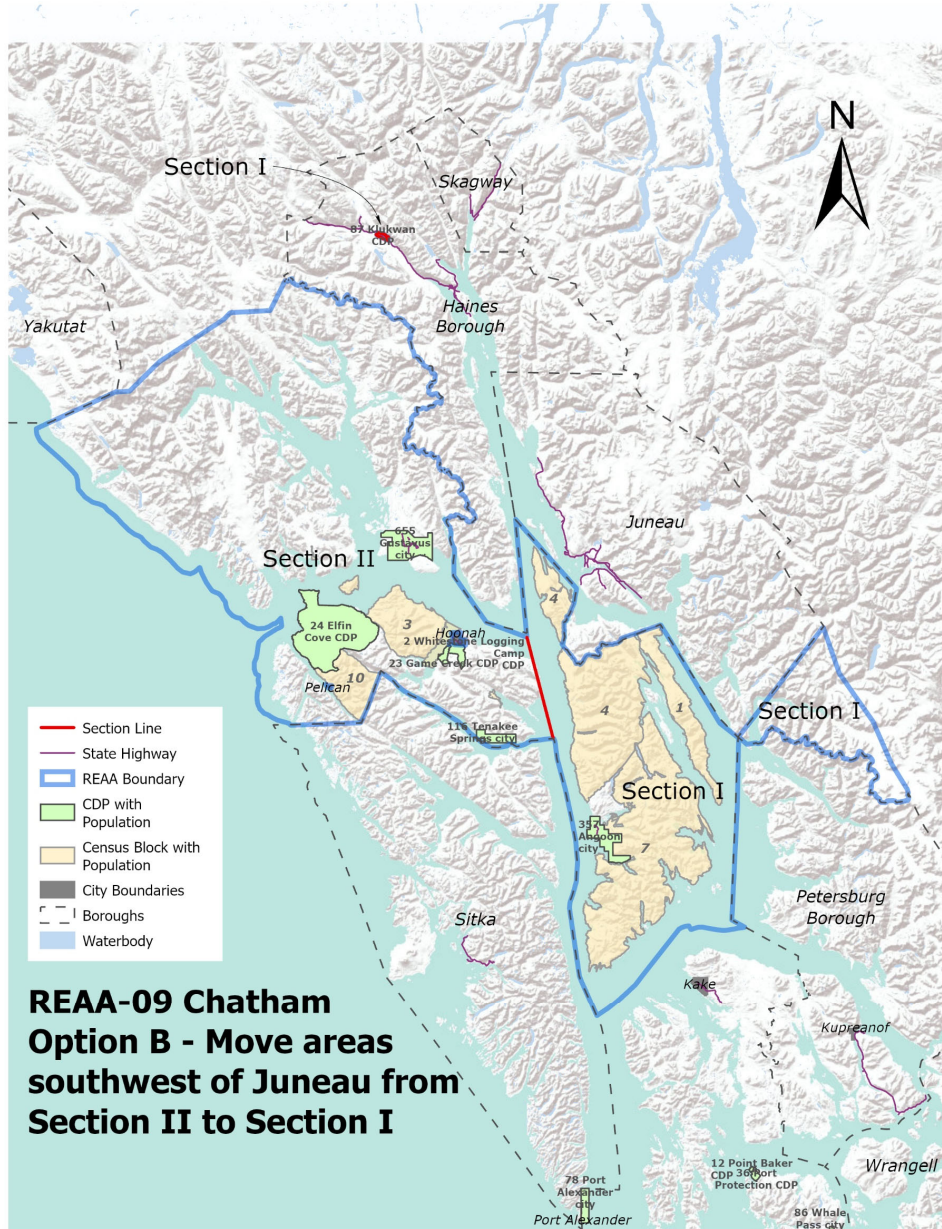 N
Section I
Skagway
87 Klukwan
CDP
Haines
Borough
Yakutat
Juneau
655
Gustavus
city
Section II
4
24 Elfin
Cove CDP
3
Hoonah
2 Whitestone Logging
Camp
CDP
23 Game Creek CDP
10
Pelican
116 Tenakee
Springs city
4
1
Section I
Section I
357
Angoon
city
7
Section Line
State Highway
REAA Boundary
CDP with
Population
Census Block with
Population
City Boundaries
Boroughs
Waterbody
Petersburg
Borough
Sitka
Kake
Kupreanof
REAA-09 Chatham
Option B - Move areas
southwest of Juneau from
Section II to Section I
12 Point Baker
CDP
36 Port
Protection CDP
Wrangell
78 Port
Alexander
city
Port Alexander
86 Whale
Pass city